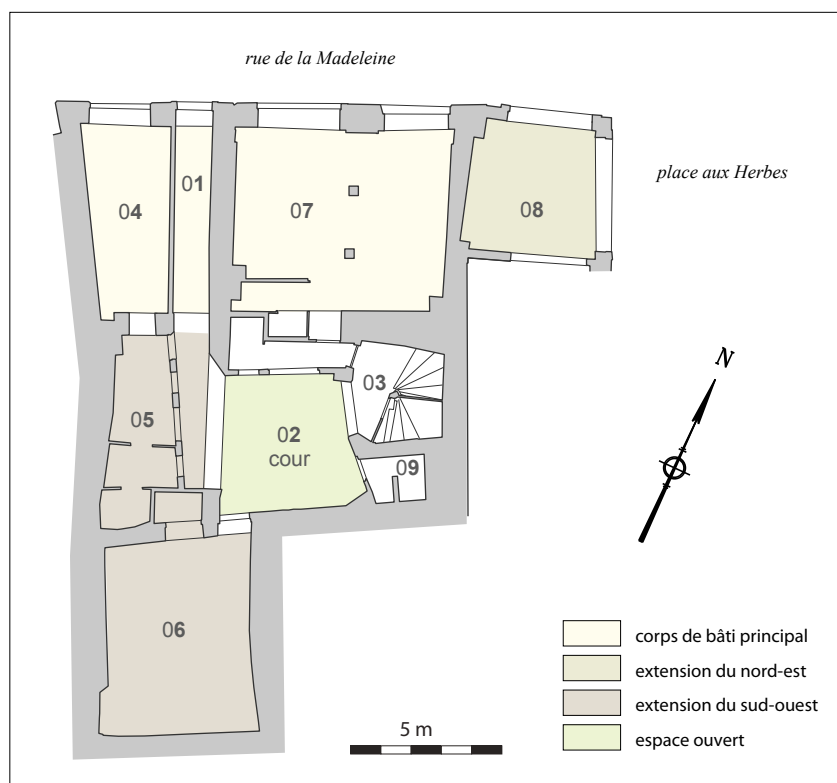 rue de la Madeleine
place aux Herbes
01
04
07
08
N
03
05
02
cour
09
06
corps de bâti principal
extension du nord-est
extension du sud-ouest
espace ouvert
5 m